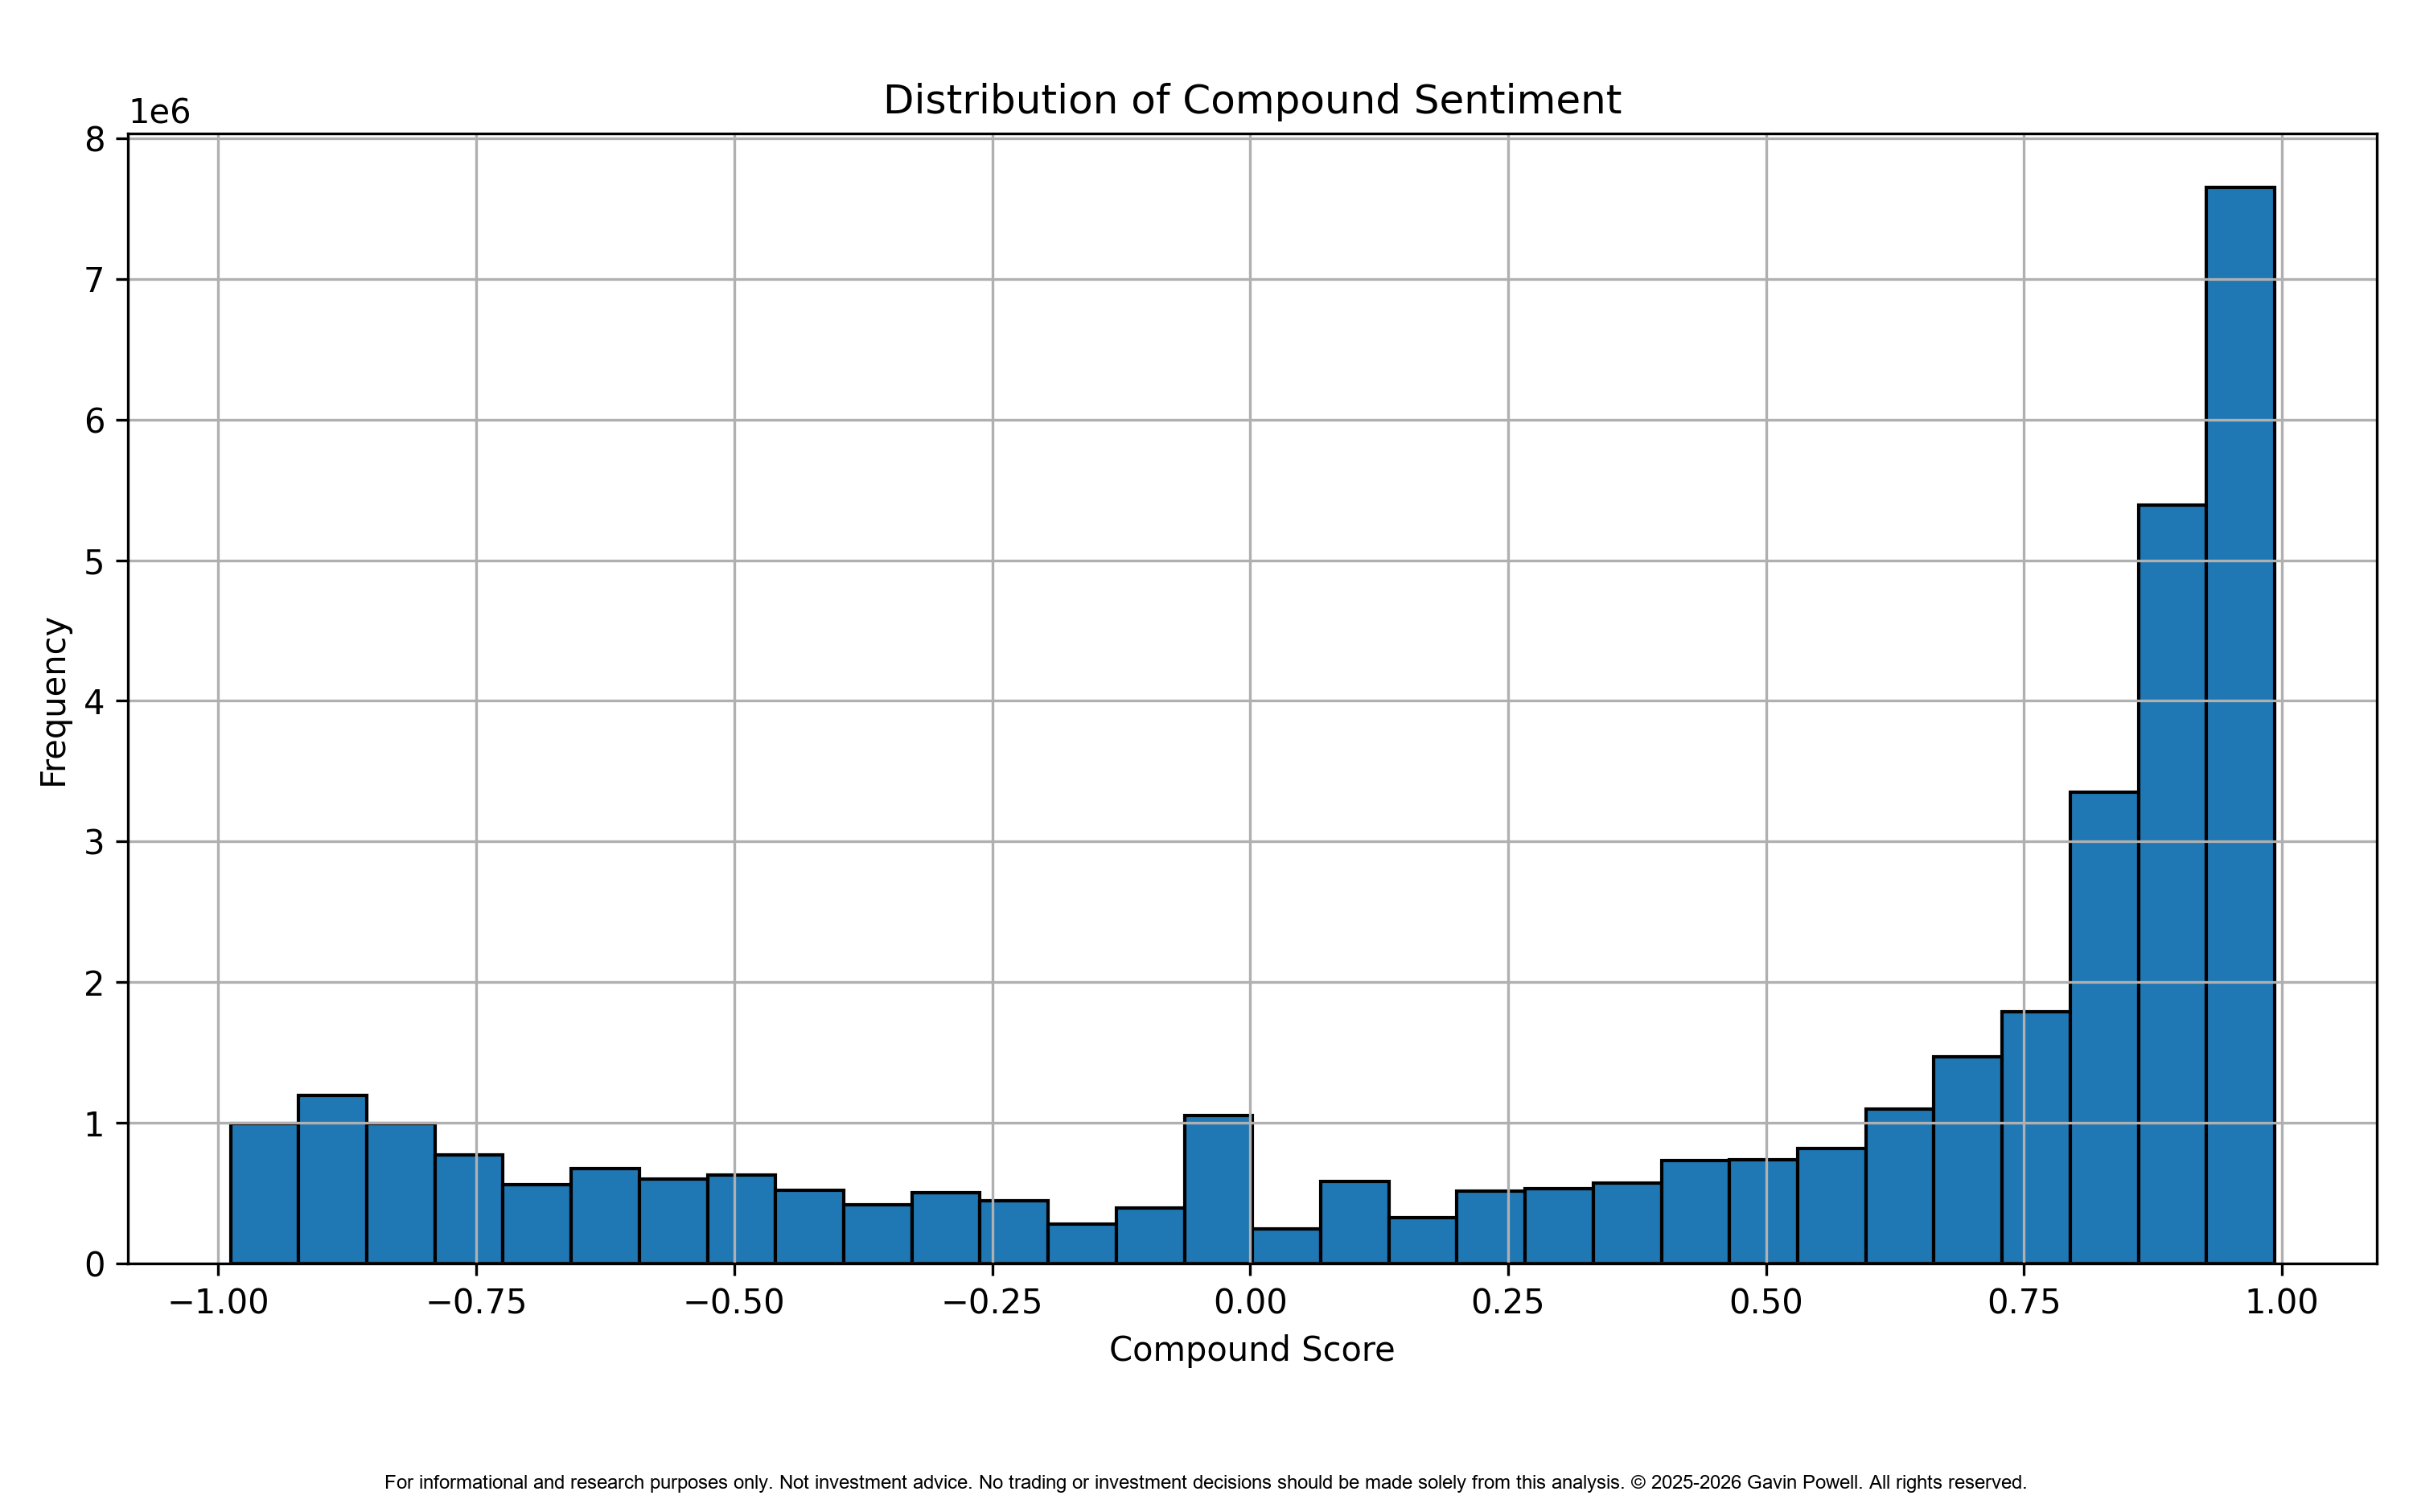 Distribution of Compound Sentiment
1e6
8
7
6
5
4
3
2
1
0
Frequency
−1.00 −0.75 −0.50 −0.25 0.00 0.25 0.50 0.75 1.00
Compound Score
For informational and research purposes only. Not investment advice. No trading or investment decisions should be made solely from this analysis. © 2025-2026 Gavin Powell. All rights reserved.